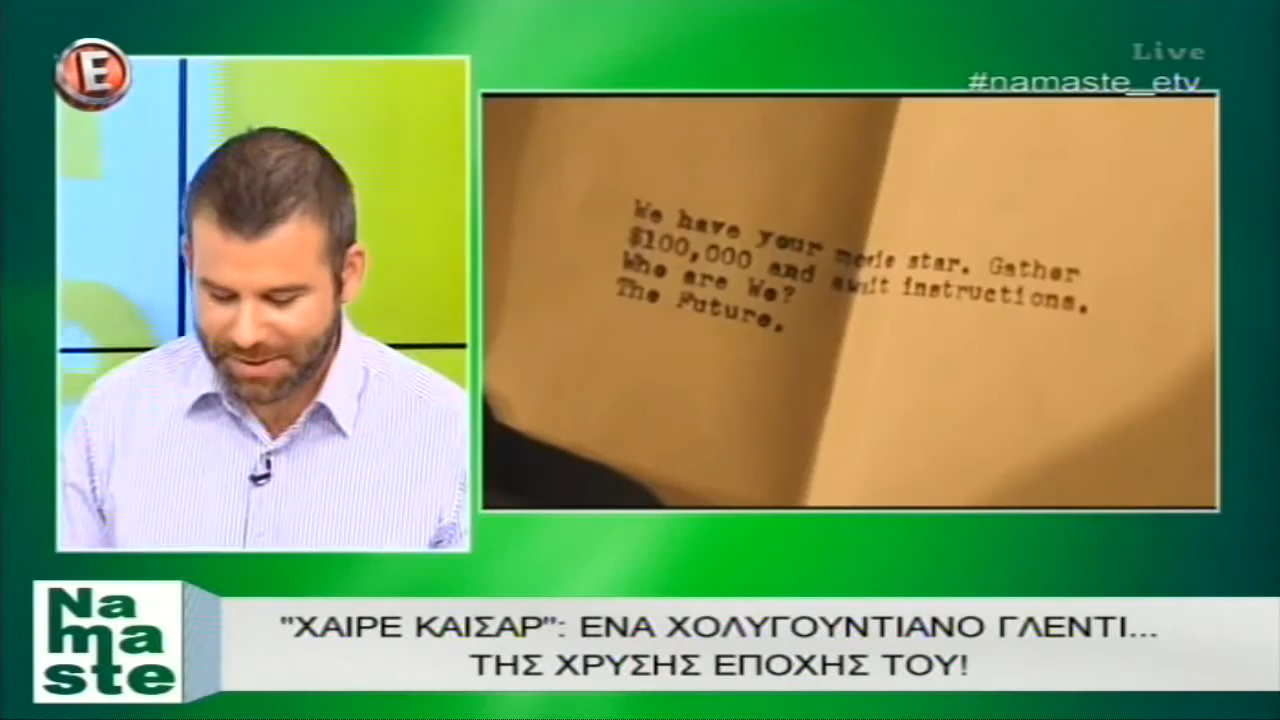 E
Live
#namaste_etv
We have your movie star. Gather
$100,000 and await instructions.
Who are We?
The Future.
Na
ma
ste
"ΧΑΙΡΕ ΚΑΙΣΑΡ": ΕΝΑ ΧΟΛΥΓΟΥΝΤΙΑΝΟ ΓΛΕΝΤΙ...
ΤΗΣ ΧΡΥΣΗΣ ΕΠΟΧΗΣ ΤΟΥ!